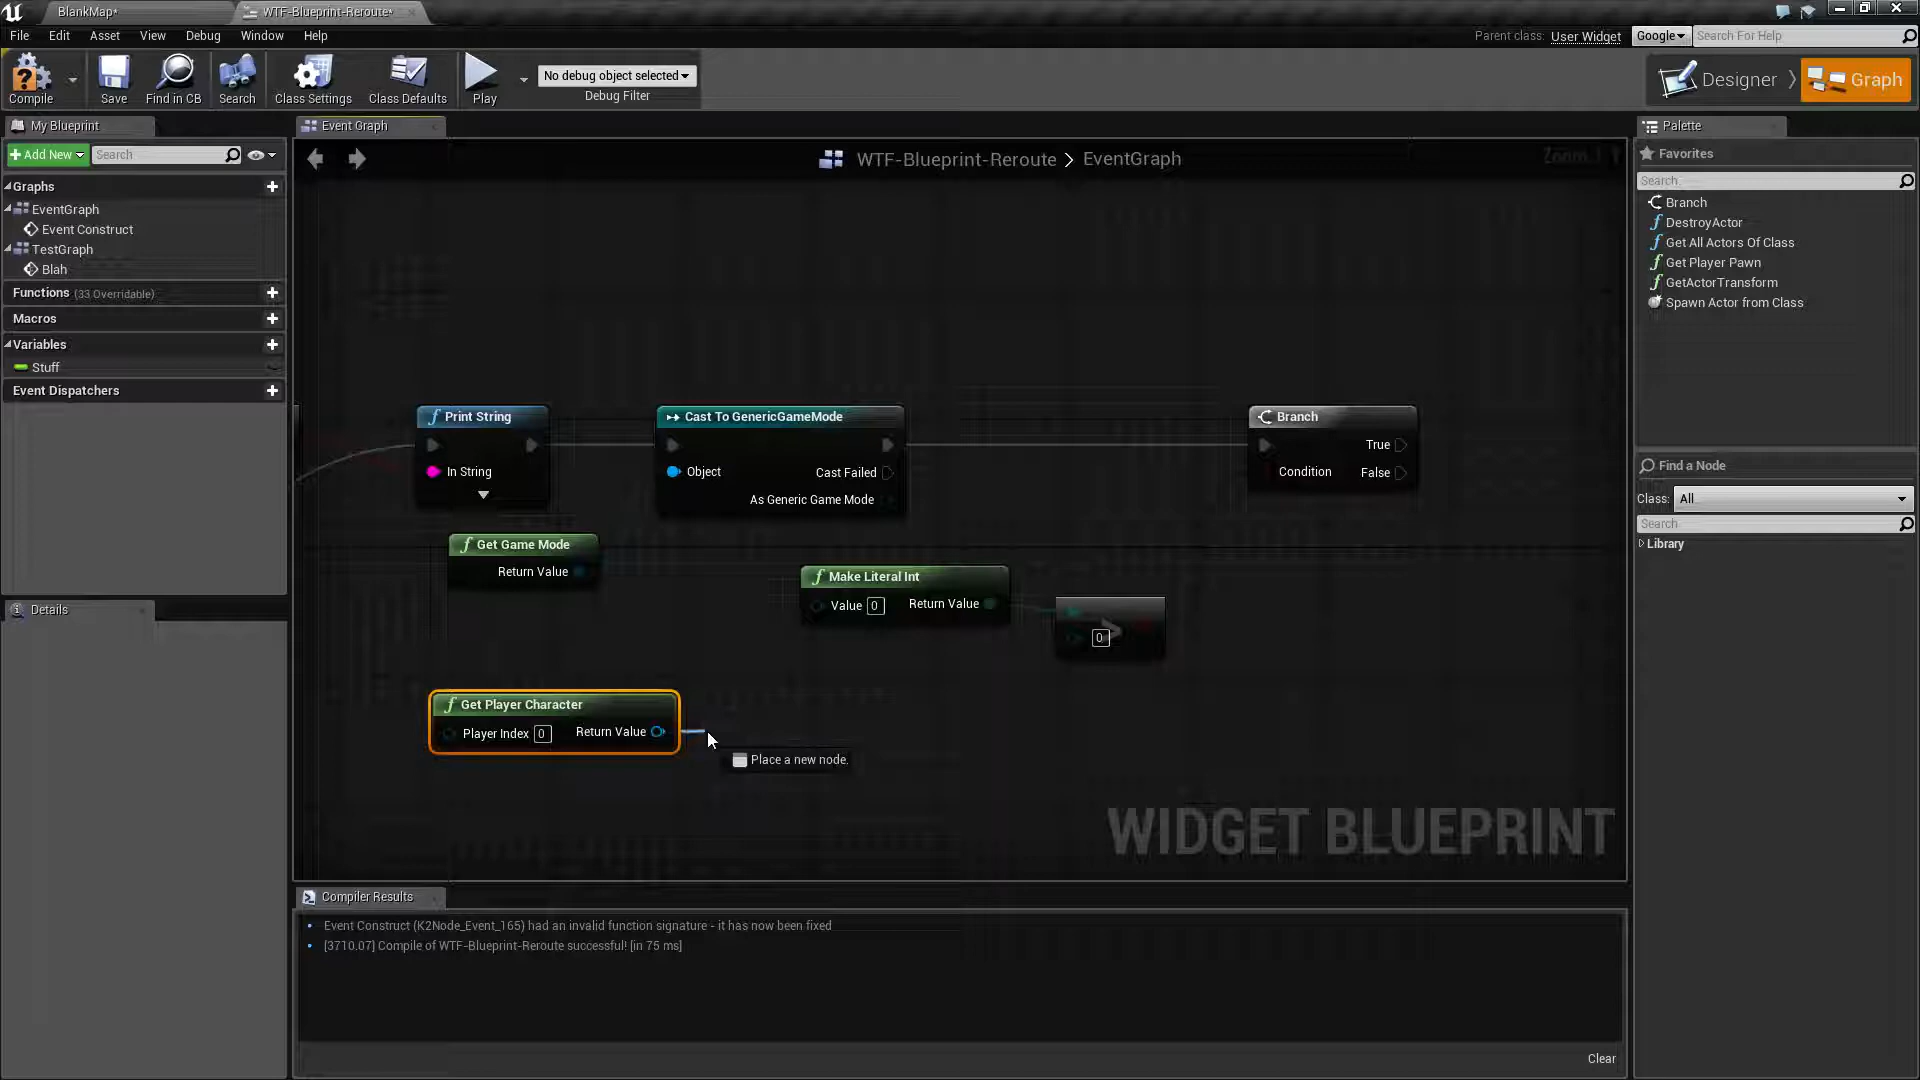 BlankMap*
WTF-Blueprint-Reroute*
File Edit Asset View Debug Window Help
Parent class: User Widget Google Search For Help
Compile Save Find in CB Search Class Settings Class Defaults Play
No debug object selected
Debug Filter
Designer Graph
My Blueprint
Add New Search
Graphs
EventGraph
Event Construct
TestGraph
Blah
Functions (33 Overridable)
Macros
Variables
Stuff
Event Dispatchers
Details
Event Graph
WTF-Blueprint-Reroute > EventGraph
Print String
In String
Cast To GenericGameMode
Object
Cast Failed
As Generic Game Mode
Branch
True
Condition False
Get Game Mode
Return Value
Make Literal Int
Value 0 Return Value
>
0
Get Player Character
Player Index 0 Return Value
Place a new node.
WIDGET BLUEPRINT
Compiler Results
Event Construct (K2Node_Event_165) had an invalid function signature - it has now been fixed
[3710.07] Compile of WTF-Blueprint-Reroute successful! [in 75 ms]
Clear
Palette
Favorites
Search
Branch
DestroyActor
Get All Actors Of Class
Get Player Pawn
GetActorTransform
Spawn Actor from Class
Find a Node
Class: All
Search
Library